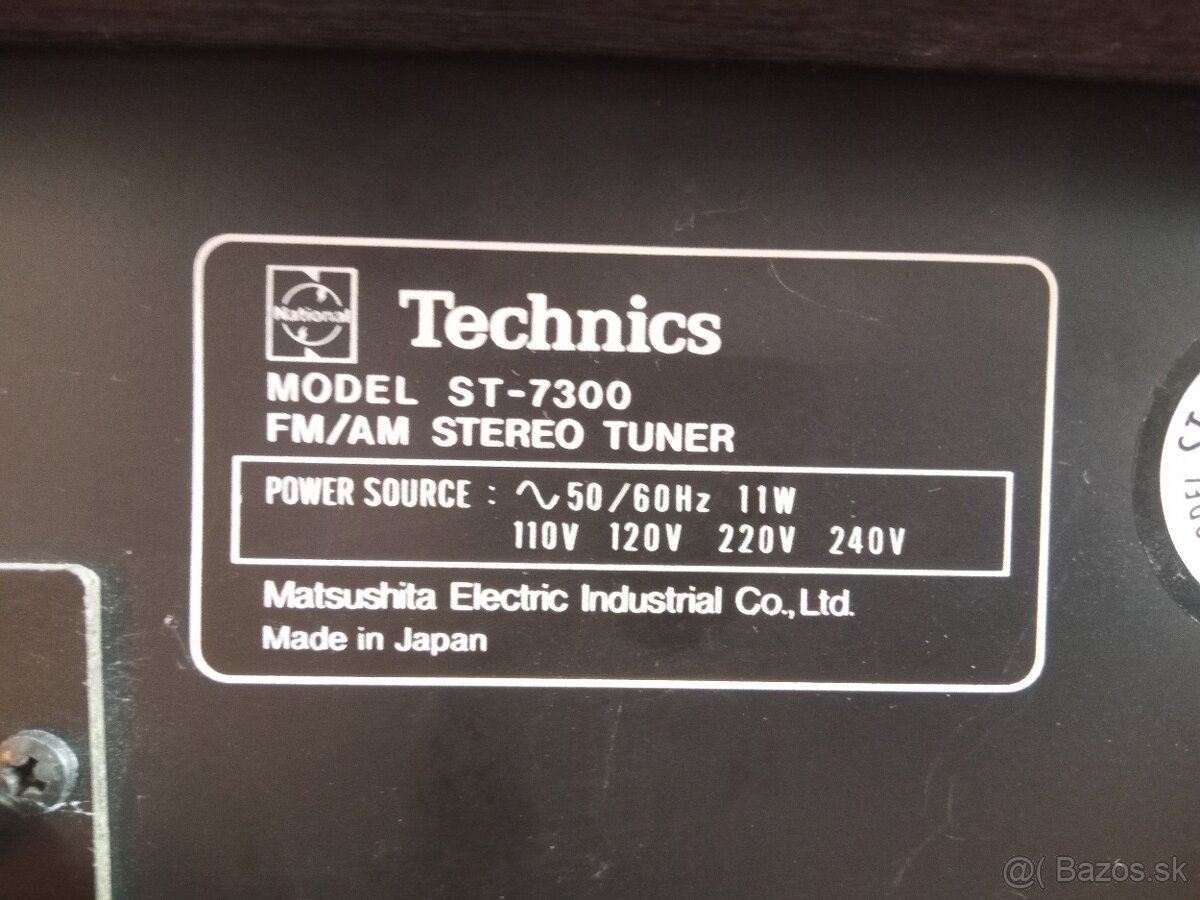 National
Technics
MODEL ST-7300
FM/AM STEREO TUNER
POWER SOURCE : ∿50/60Hz 11W
110V 120V 220V 240V
Matsushita Electric Industrial Co., Ltd.
Made in Japan
@( Bazos.sk